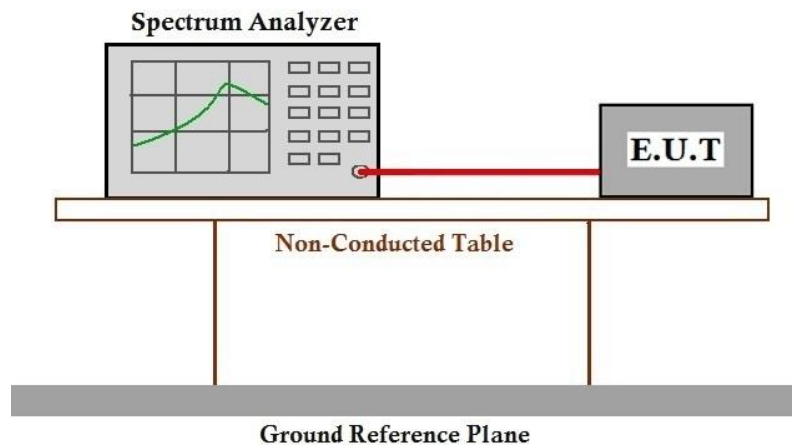 Spectrum Analyzer
E.U.T
Non-Conducted Table
Ground Reference Plane